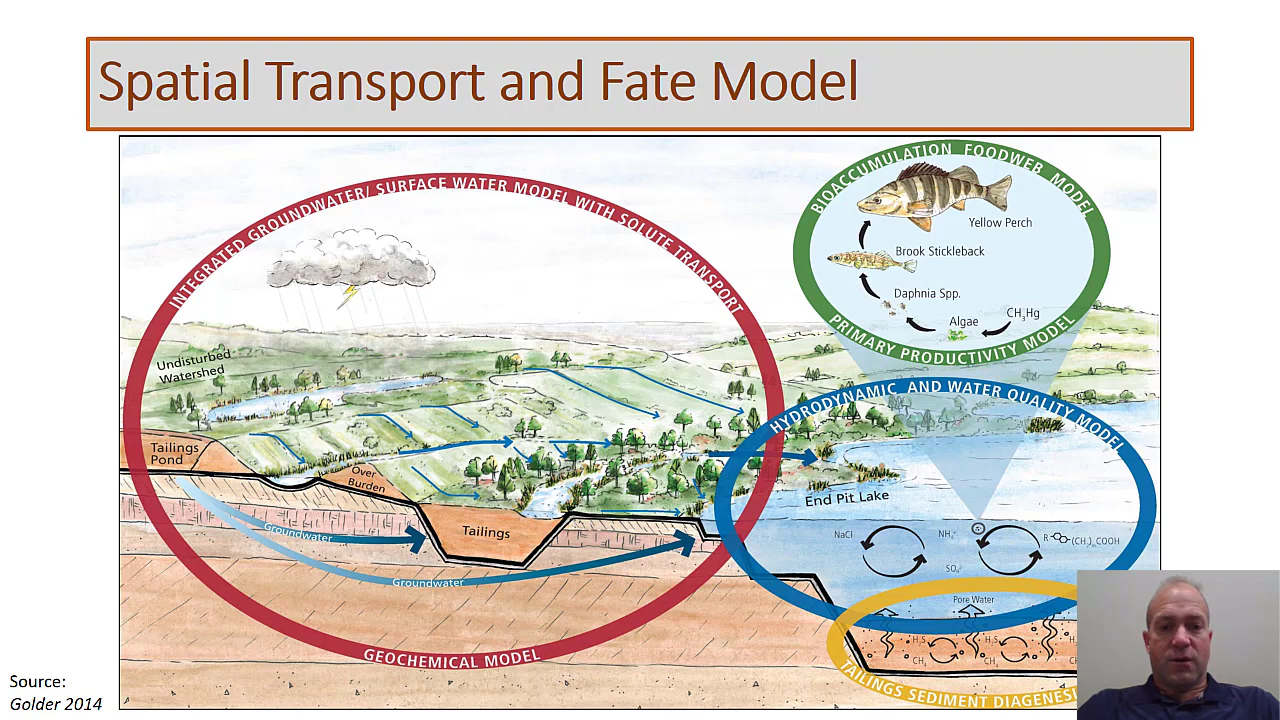 Spatial Transport and Fate Model
INTEGRATED GROUNDWATER/ SURFACE WATER MODEL WITH SOLUTE TRANSPORT
BIOACCUMULATION FOODWEB MODEL
Yellow Perch
Brook Stickleback
Daphnia Spp.
Algae
CH3Hg
PRIMARY PRODUCTIVITY MODEL
Undisturbed
Watershed
HYDRODYNAMIC AND WATER QUALITY MODEL
Tailings
Pond
Over
Burden
End Pit Lake
Groundwater
Tailings
NaCl
NH4+
R
(CH2)
COOH
SO4
Groundwater
Pore Water
H2S
H2S
CH4
CH4
GEOCHEMICAL MODEL
TAILINGS SEDIMENT DIAGENESI
Source:
Golder 2014